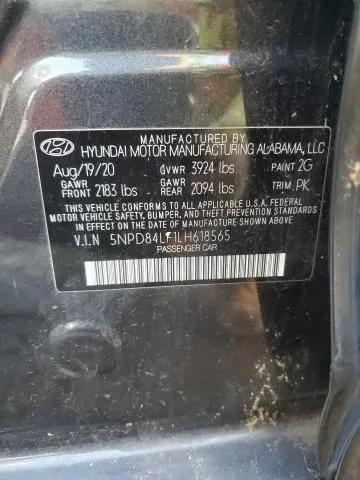 MANUFACTURED BY
HYUNDAI MOTOR MANUFACTURING ALABAMA, LLC
Aug/19/20 GVWR 3924 lbs PAINT 2G
GAWR FRONT 2183 lbs GAWR REAR 2094 lbs TRIM PK
THIS VEHICLE CONFORMS TO ALL APPLICABLE U.S.A. FEDERAL
MOTOR VEHICLE SAFETY, BUMPER, AND THEFT PREVENTION STANDARDS
IN EFFECT ON THE DATE OF MANUFACTURE SHOWN ABOVE.
V.I.N 5NPD84LF1LH618565
PASSENGER CAR